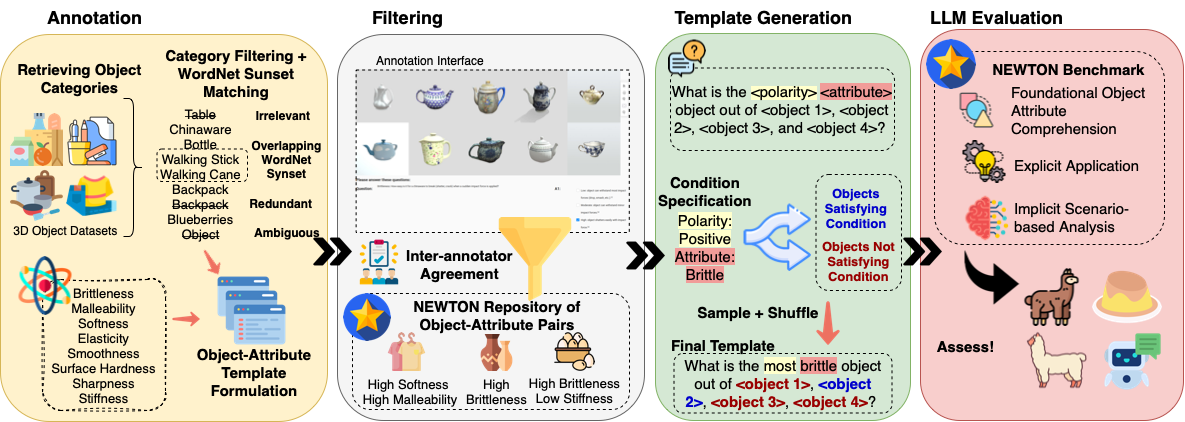 Annotation
Filtering
Template Generation
LLM Evaluation
Retrieving Object
Categories
3D Object Datasets
Category Filtering +
WordNet Sunset
Matching
Table
Chinaware
Bottle
Walking Stick
Walking Cane
Backpack
Backpack
Blueberries
Object
Irrelevant
Overlapping
WordNet
Synset
Redundant
Ambiguous
Brittleness
Malleability
Softness
Elasticity
Smoothness
Surface Hardness
Sharpness
Stiffness
Object-Attribute
Template
Formulation
Annotation Interface
Please answer these questions:
Inter-annotator
Agreement
NEWTON Repository of
Object-Attribute Pairs
High Softness
High Malleability
High
Brittleness
High Brittleness
Low Stiffness
What is the <polarity> <attribute>
object out of <object 1>, <object
2>, <object 3>, and <object 4>?
Condition
Specification
Polarity:
Positive
Attribute:
Brittle
Objects
Satisfying
Condition
Objects Not
Satisfying
Condition
Sample + Shuffle
Final Template
What is the most brittle object
out of <object 1>, <object
2>, <object 3>, <object 4>?
NEWTON Benchmark
Foundational Object
Attribute
Comprehension
Explicit Application
Implicit Scenario-
based Analysis
Assess!